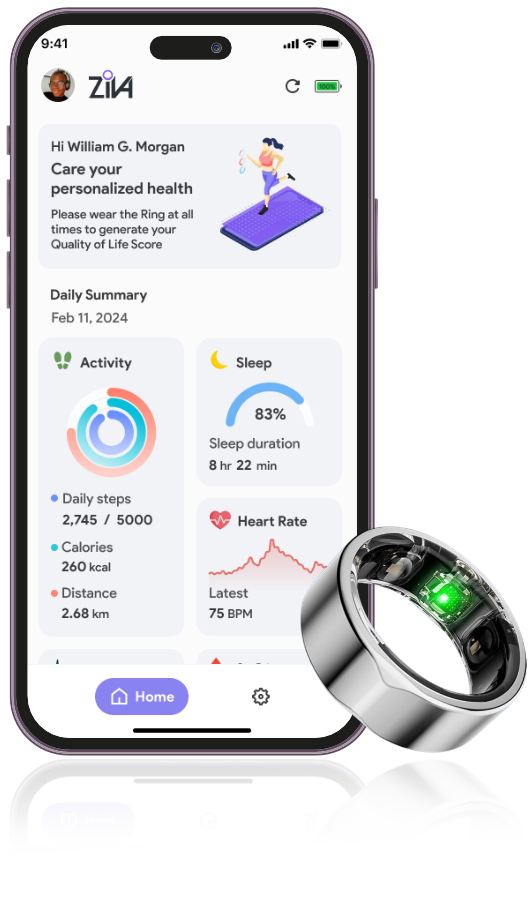 9:41
ZiVA
100%
Hi William G. Morgan
Care your
personalized health
Please wear the Ring at all
times to generate your
Quality of Life Score
Daily Summary
Feb 11, 2024
Activity
Daily steps
2,745 / 5000
Calories
260 kcal
Distance
2.68 km
Sleep
83%
Sleep duration
8 hr 22 min
Heart Rate
Latest
75 BPM
Home